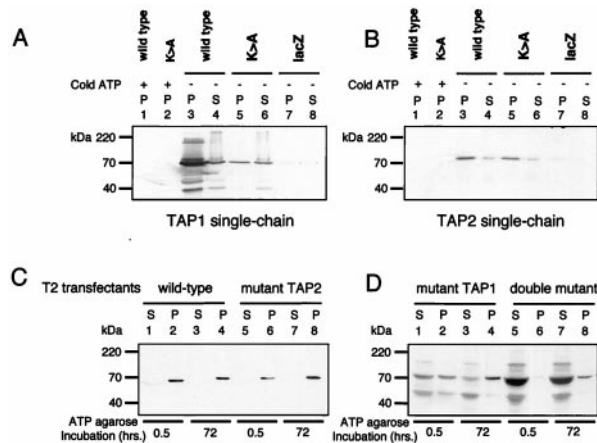 A
wild type K>A wild type K>A lacZ
Cold ATP + + - - - - - -
P P P S P S P S
1 2 3 4 5 6 7 8
kDa 220
70
40
TAP1 single-chain
B
wild type K>A wild type K>A lacZ
Cold ATP + + - - - - - -
P P P S P S P S
1 2 3 4 5 6 7 8
kDa 220
70
40
TAP2 single-chain
C
T2 transfectants wild-type mutant TAP2
S P S P S P S P
kDa 1 2 3 4 5 6 7 8
220
70
40
ATP agarose
Incubation (hrs.) 0.5 72 0.5 72
D
mutant TAP1 double mutant
S P S P S P S P
kDa 1 2 3 4 5 6 7 8
220
70
40
ATP agarose
Incubation (hrs.) 0.5 72 0.5 72